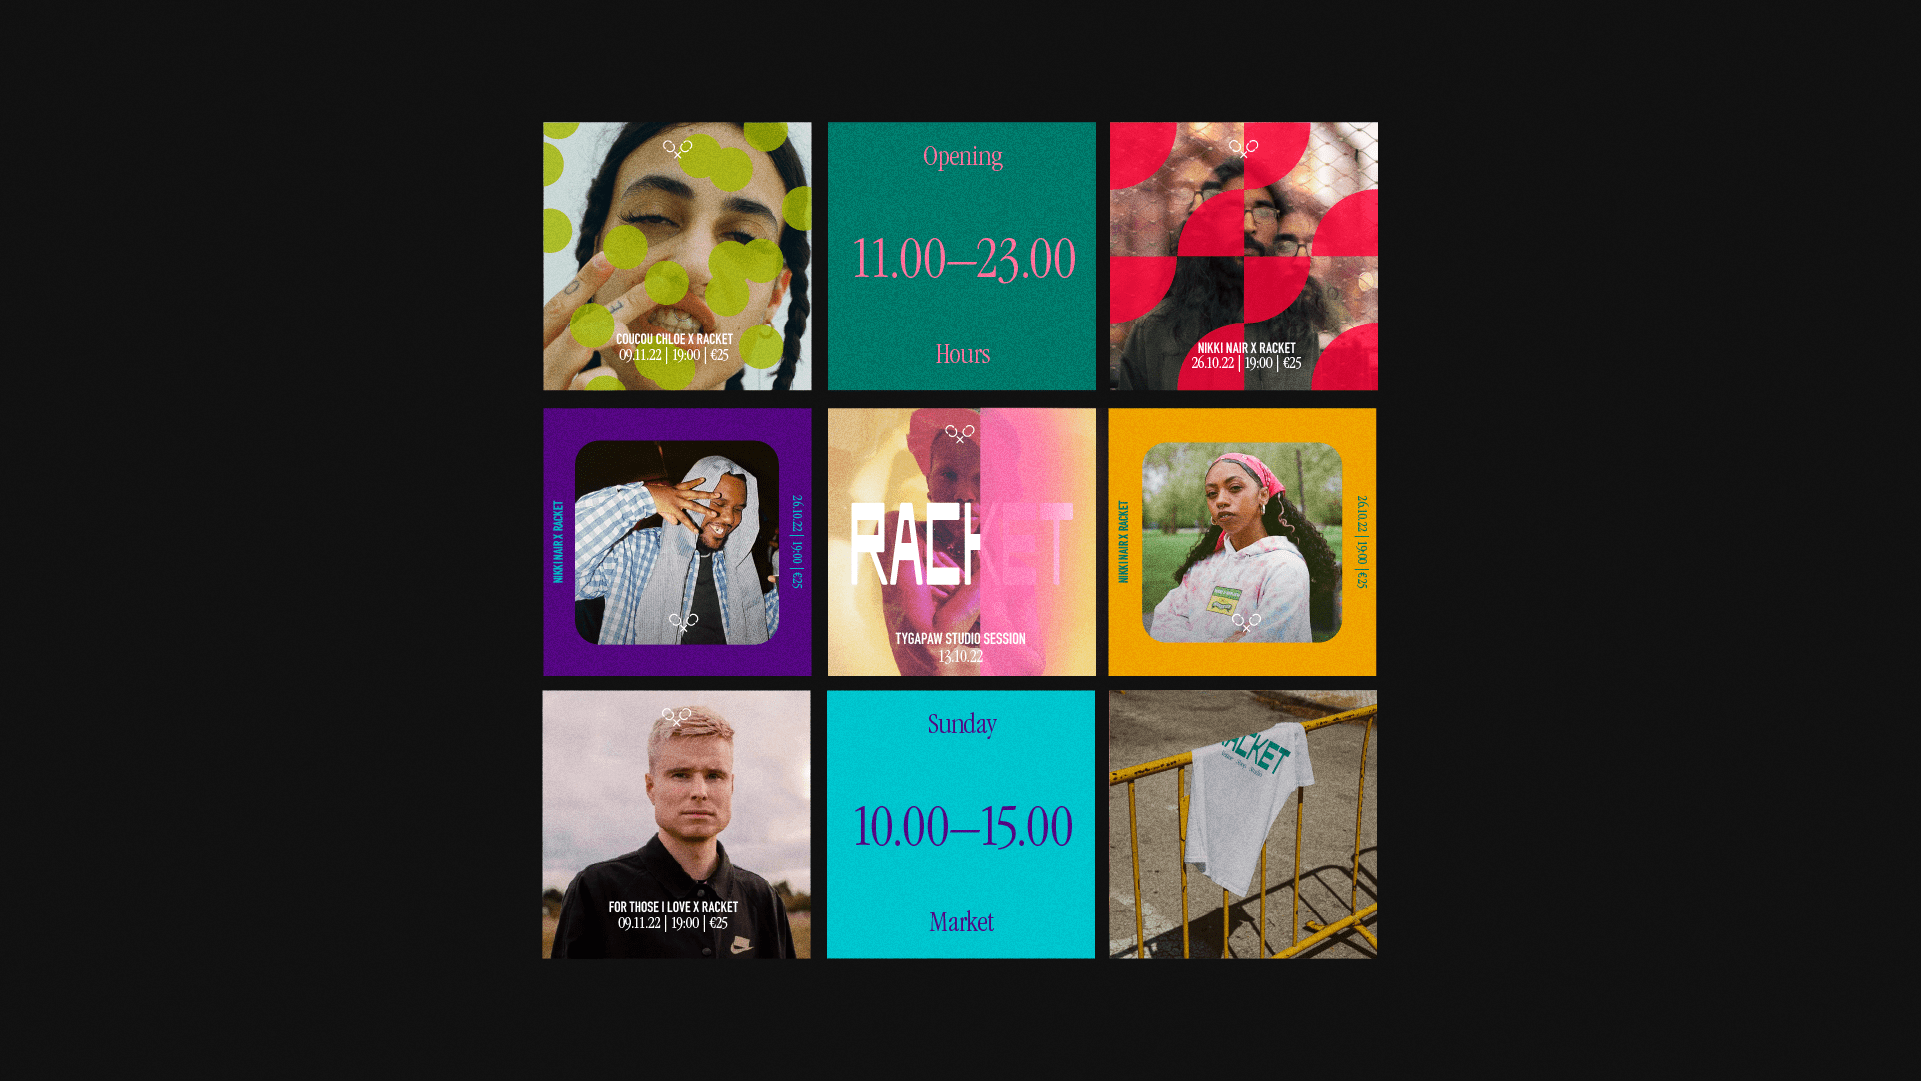 COUCOU CHLOE X RACKET
09.11.22 | 19:00 | €25
Opening
11.00—23.00
Hours
NIKKI NAIR X RACKET
26.10.22 | 19:00 | €25
NIKKI NAIR X RACKET
26.10.22 | 19:00 | €25
RACKET
TYGAPAW STUDIO SESSION
13.10.22
NIKKI NAIR X RACKET
26.10.22 | 19:00 | €25
FOR THOSE I LOVE X RACKET
09.11.22 | 19:00 | €25
Sunday
10.00—15.00
Market
RACKET